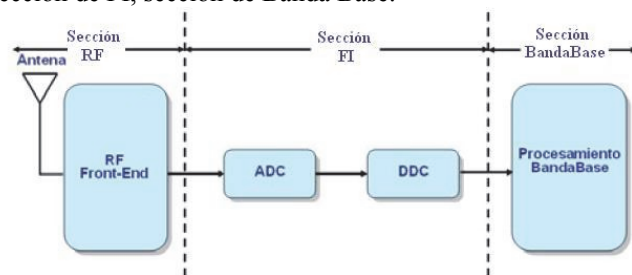 ección de FI, sección de Banda Base.
Sección
RF
Sección
FI
Sección
BandaBase
Antena
RF
Front-End
ADC
DDC
Procesamiento
BandaBase